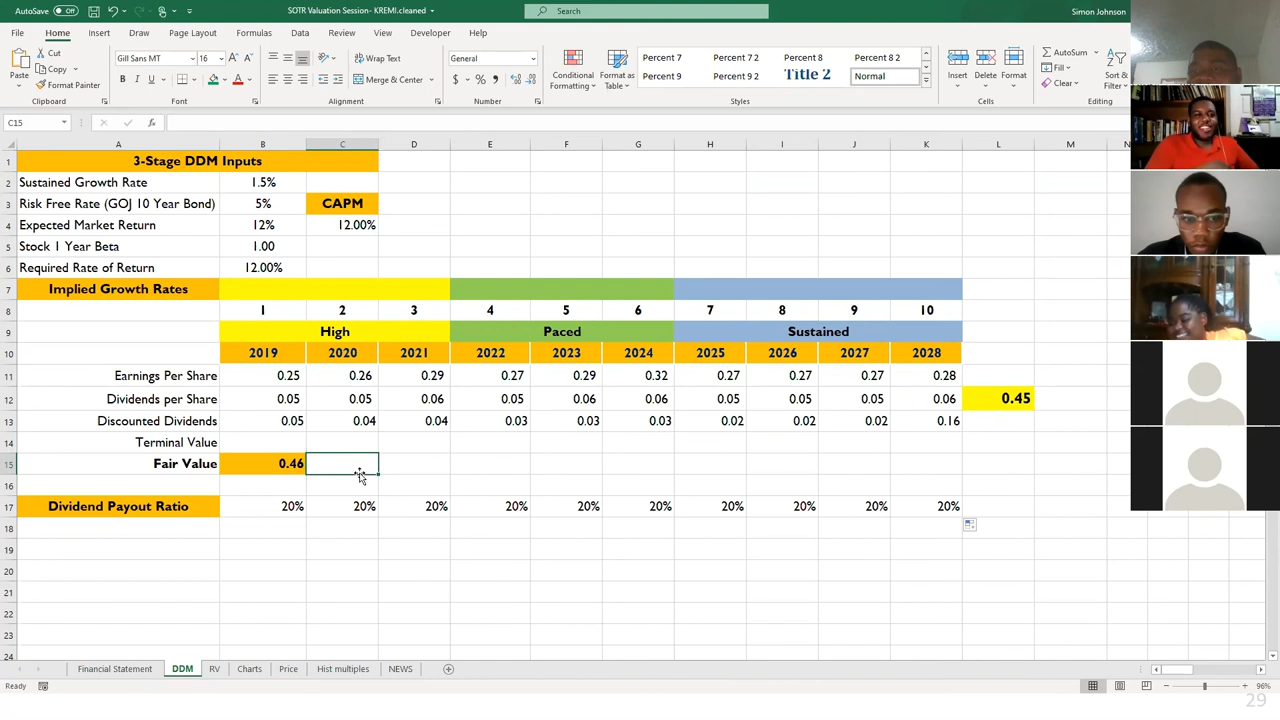 AutoSave Off SOTR Valuation Session- KREMI.cleaned Search Simon Johnson
File Home Insert Draw Page Layout Formulas Data Review View Developer Help
Paste Cut Copy Format Painter Clipboard
Gill Sans MT 16 Font
Wrap Text Merge & Center Alignment
General Number
Conditional Formatting Format as Table
Percent 7 Percent 7 2 Percent 8 Percent 8 2
Percent 9 Percent 9 2 Title 2 Normal
Styles
Insert Delete Format Cells
AutoSum Fill Clear Sort & Filter Editing
C15 fx
A B C D E F G H I J K L M N
1 3-Stage DDM Inputs
2 Sustained Growth Rate 1.5%
3 Risk Free Rate (GOJ 10 Year Bond) 5% CAPM
4 Expected Market Return 12% 12.00%
5 Stock 1 Year Beta 1.00
6 Required Rate of Return 12.00%
7 Implied Growth Rates
8 1 2 3 4 5 6 7 8 9 10
9 High Paced Sustained
10 2019 2020 2021 2022 2023 2024 2025 2026 2027 2028
11 Earnings Per Share 0.25 0.26 0.29 0.27 0.29 0.32 0.27 0.27 0.27 0.28
12 Dividends per Share 0.05 0.05 0.06 0.05 0.06 0.06 0.05 0.05 0.05 0.06 0.45
13 Discounted Dividends 0.05 0.04 0.04 0.03 0.03 0.03 0.02 0.02 0.02 0.16
14 Terminal Value
15 Fair Value 0.46
16
17 Dividend Payout Ratio 20% 20% 20% 20% 20% 20% 20% 20% 20% 20%
18
19
20
21
22
23
24
Financial Statement DDM RV Charts Price Hist multiples NEWS
Ready 96%
29